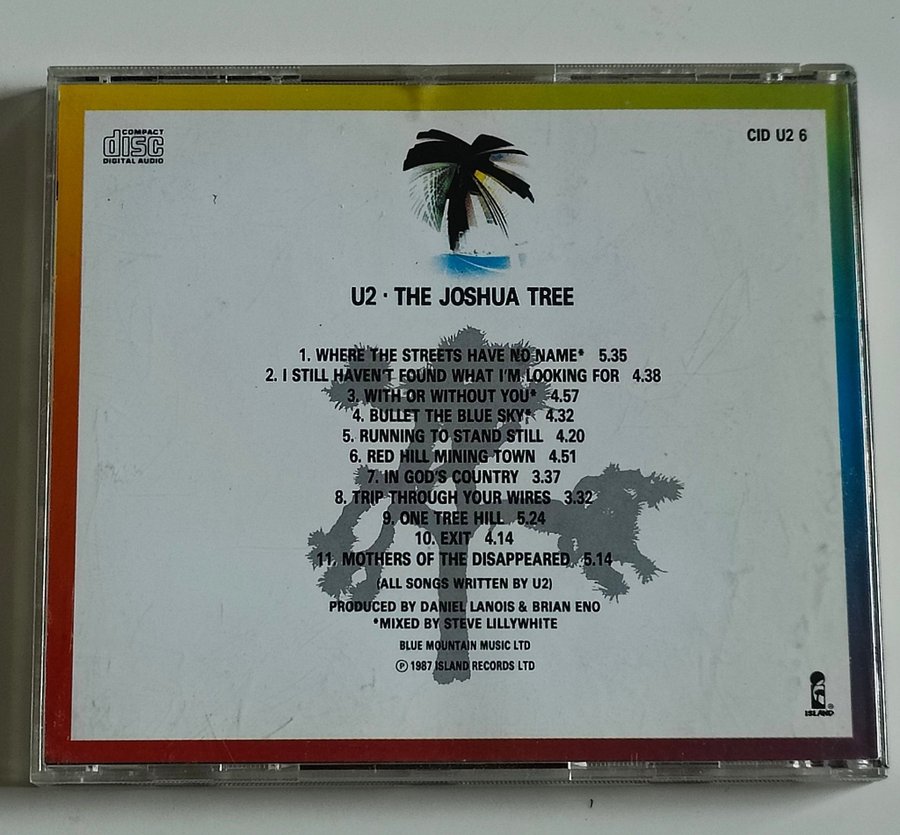 COMPACT
disc
DIGITAL AUDIO
CID U2 6
U2 · THE JOSHUA TREE
1. WHERE THE STREETS HAVE NO NAME* 5.35
2. I STILL HAVEN'T FOUND WHAT I'M LOOKING FOR 4.38
3. WITH OR WITHOUT YOU* 4.57
4. BULLET THE BLUE SKY* 4.32
5. RUNNING TO STAND STILL 4.20
6. RED HILL MINING TOWN 4.51
7. IN GOD'S COUNTRY 3.37
8. TRIP THROUGH YOUR WIRES 3.32
9. ONE TREE HILL 5.24
10. EXIT 4.14
11. MOTHERS OF THE DISAPPEARED 5.14
(ALL SONGS WRITTEN BY U2)
PRODUCED BY DANIEL LANOIS & BRIAN ENO
*MIXED BY STEVE LILLYWHITE
BLUE MOUNTAIN MUSIC LTD
℗ 1987 ISLAND RECORDS LTD
ISLAND®